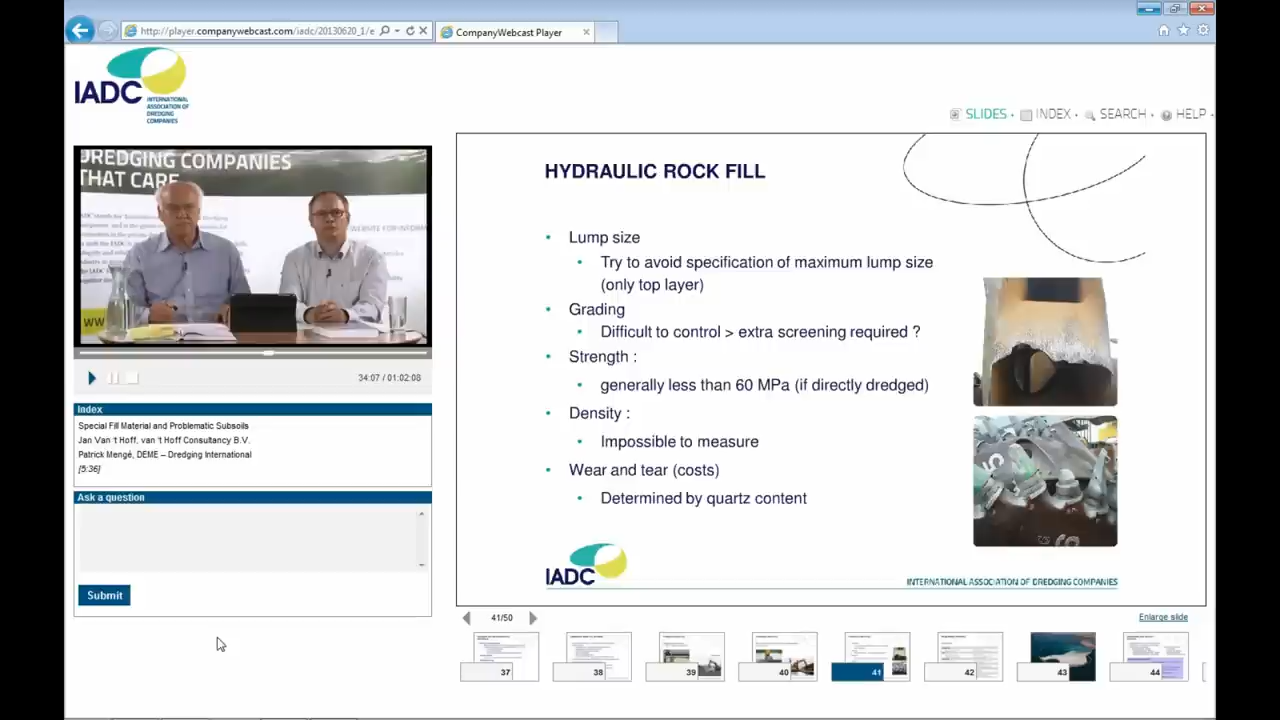 http://player.companywebcast.com/iadc/20130620_1/e
CompanyWebcast Player
IADC
INTERNATIONAL
ASSOCIATION OF
DREDGING
COMPANIES
SLIDES
INDEX
SEARCH
HELP
DREDGING COMPANIES
THAT CARE
WEBSITE FOR INFORM
WW
34:07 / 01:02:08
Index
Special Fill Material and Problematic Subsoils
Jan Van 't Hoff, van 't Hoff Consultancy B.V.
Patrick Mengé, DEME – Dredging International
[5:36]
Ask a question
Submit
HYDRAULIC ROCK FILL
• Lump size
• Try to avoid specification of maximum lump size
(only top layer)
• Grading
• Difficult to control > extra screening required ?
• Strength :
• generally less than 60 MPa (if directly dredged)
• Density :
• Impossible to measure
• Wear and tear (costs)
• Determined by quartz content
IADC
INTERNATIONAL ASSOCIATION OF DREDGING COMPANIES
41/50
Enlarge slide
37
38
39
40
41
42
43
44